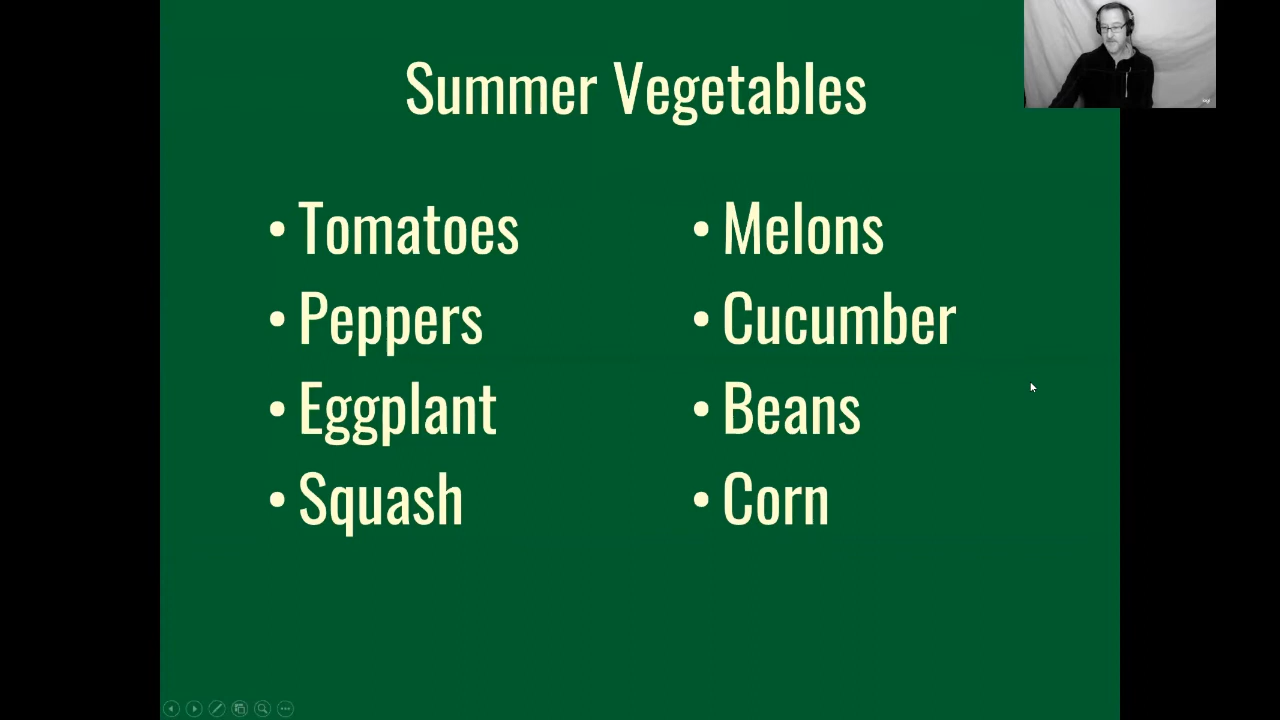 Summer Vegetables
• Tomatoes
• Peppers
• Eggplant
• Squash
• Melons
• Cucumber
• Beans
• Corn